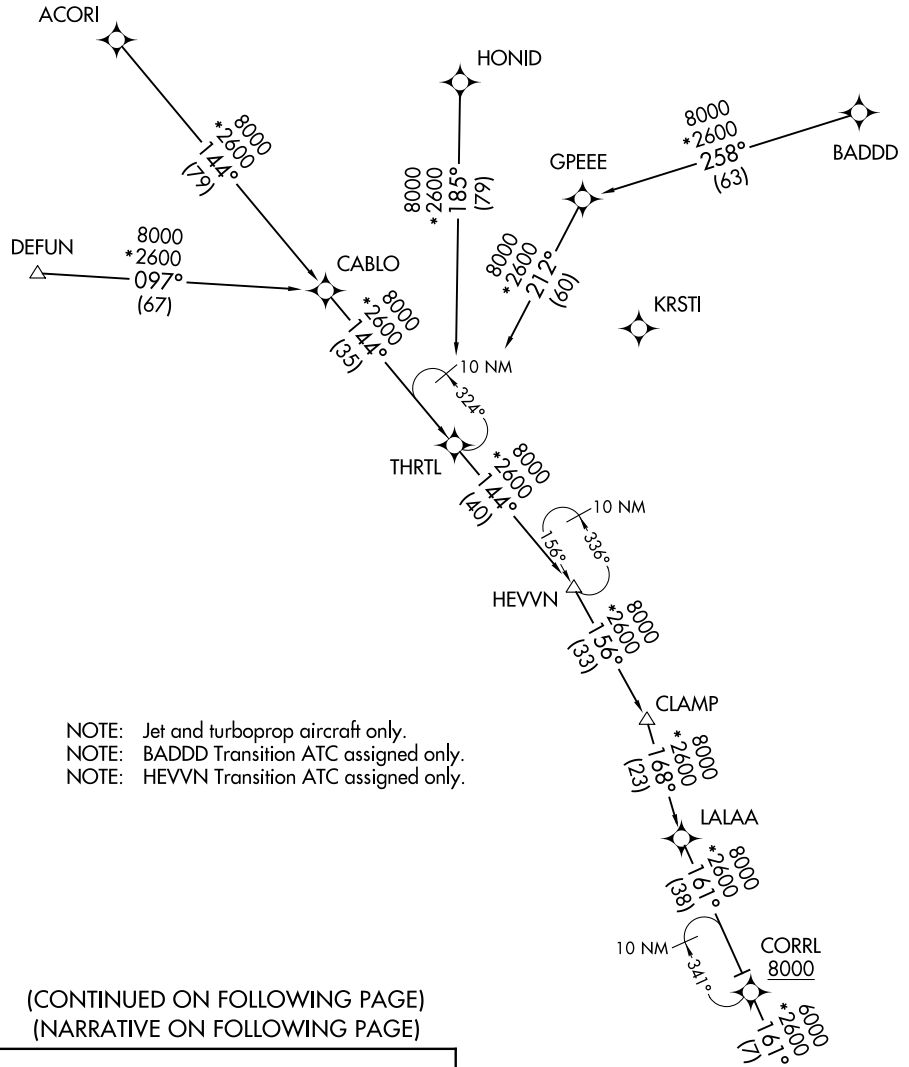 ACORI
HONID
BADDD
GPEEE
8000
*2600
258°
(63)
8000
*2600
144°
(79)
8000
*2600
185°
(79)
DEFUN
8000
*2600
097°
(67)
CABLO
8000
*2600
212°
(60)
KRSTI
8000
*2600
144°
(35)
10 NM
324°
THRTL
8000
*2600
144°
(40)
10 NM
156°
336°
HEVVN
8000
*2600
156°
(33)
CLAMP
NOTE: Jet and turboprop aircraft only.
NOTE: BADDD Transition ATC assigned only.
NOTE: HEVVN Transition ATC assigned only.
8000
*2600
168°
(23)
LALAA
8000
*2600
161°
(38)
10 NM
341°
CORRL
8000
6000
*2600
161°
(7)
(CONTINUED ON FOLLOWING PAGE)
(NARRATIVE ON FOLLOWING PAGE)